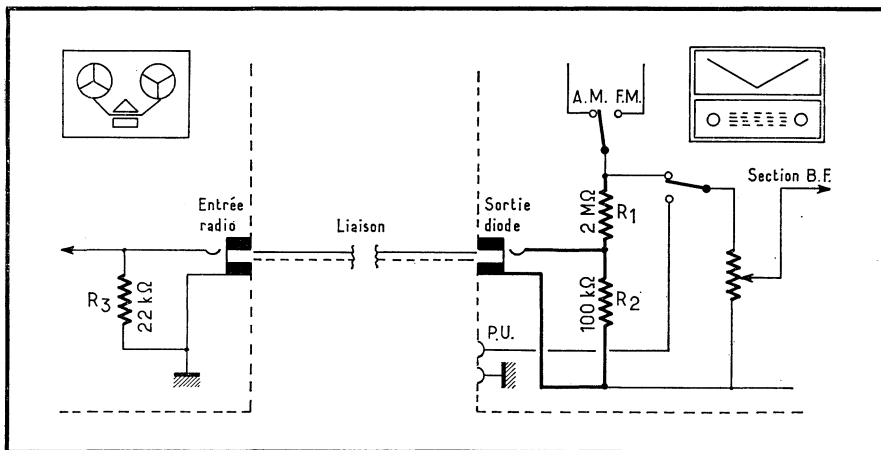 A.M. F.M.
Entrée
radio
Liaison
Sortie
diode
2 MΩ
R1
Section B.F.
R3
22 kΩ
100 kΩ
R2
P.U.